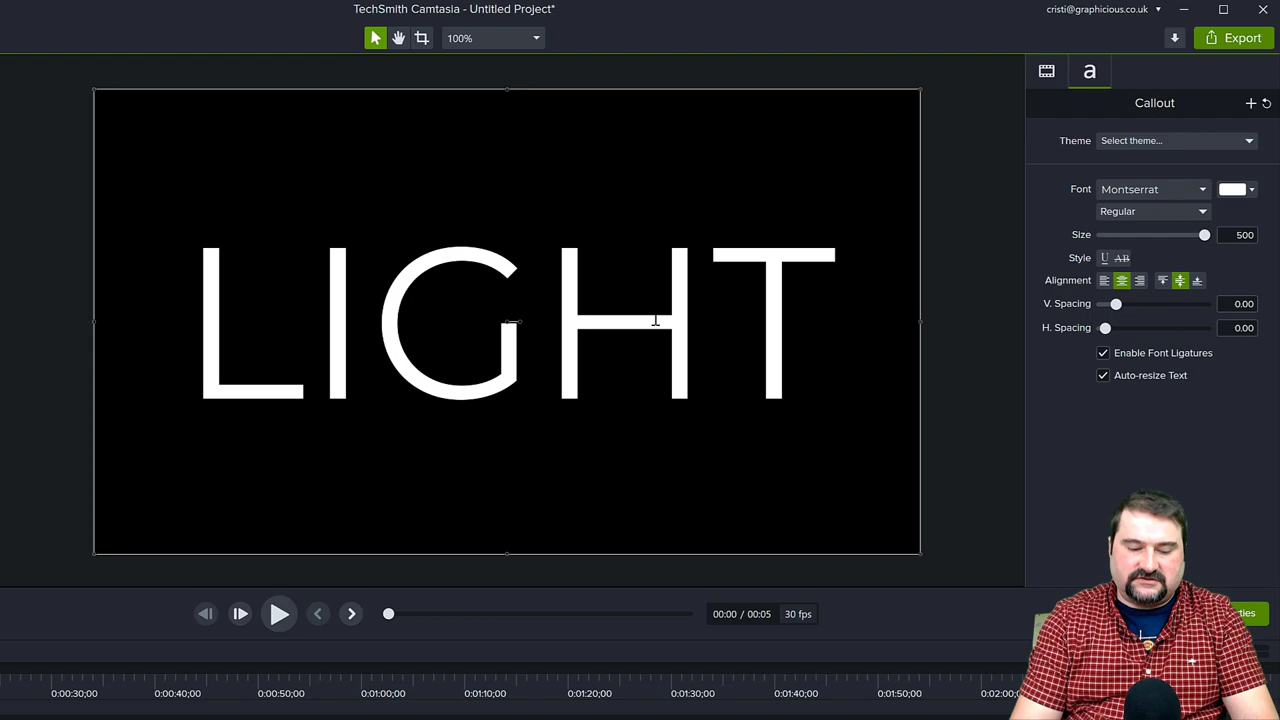 TechSmith Camtasia - Untitled Project*
cristi@graphicious.co.uk
100%
Export
a
Callout
Theme
Select theme...
Font
Montserrat
Regular
Size
500
Style
U AB
Alignment
V. Spacing
0.00
H. Spacing
0.00
Enable Font Ligatures
Auto-resize Text
LIGHT
00:00 / 00:05
30 fps
0:00:30;00
0:00:40;00
0:00:50;00
0:01:00;00
0:01:10;00
0:01:20;00
0:01:30;00
0:01:40;00
0:01:50;00